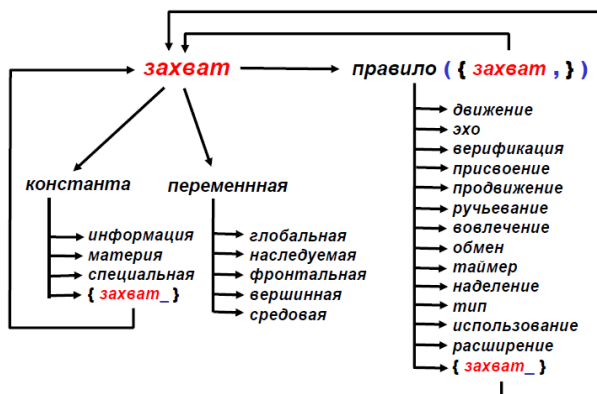 захват
правило ( { захват , } )
константа
информация
материя
специальная
{ захват_ }
переменнная
глобальная
наследуемая
фронтальная
вершинная
средовая
движение
эхо
верификация
присвоение
продвижение
ручьевание
вовлечение
обмен
таймер
наделение
тип
использование
расширение
{ захват_ }